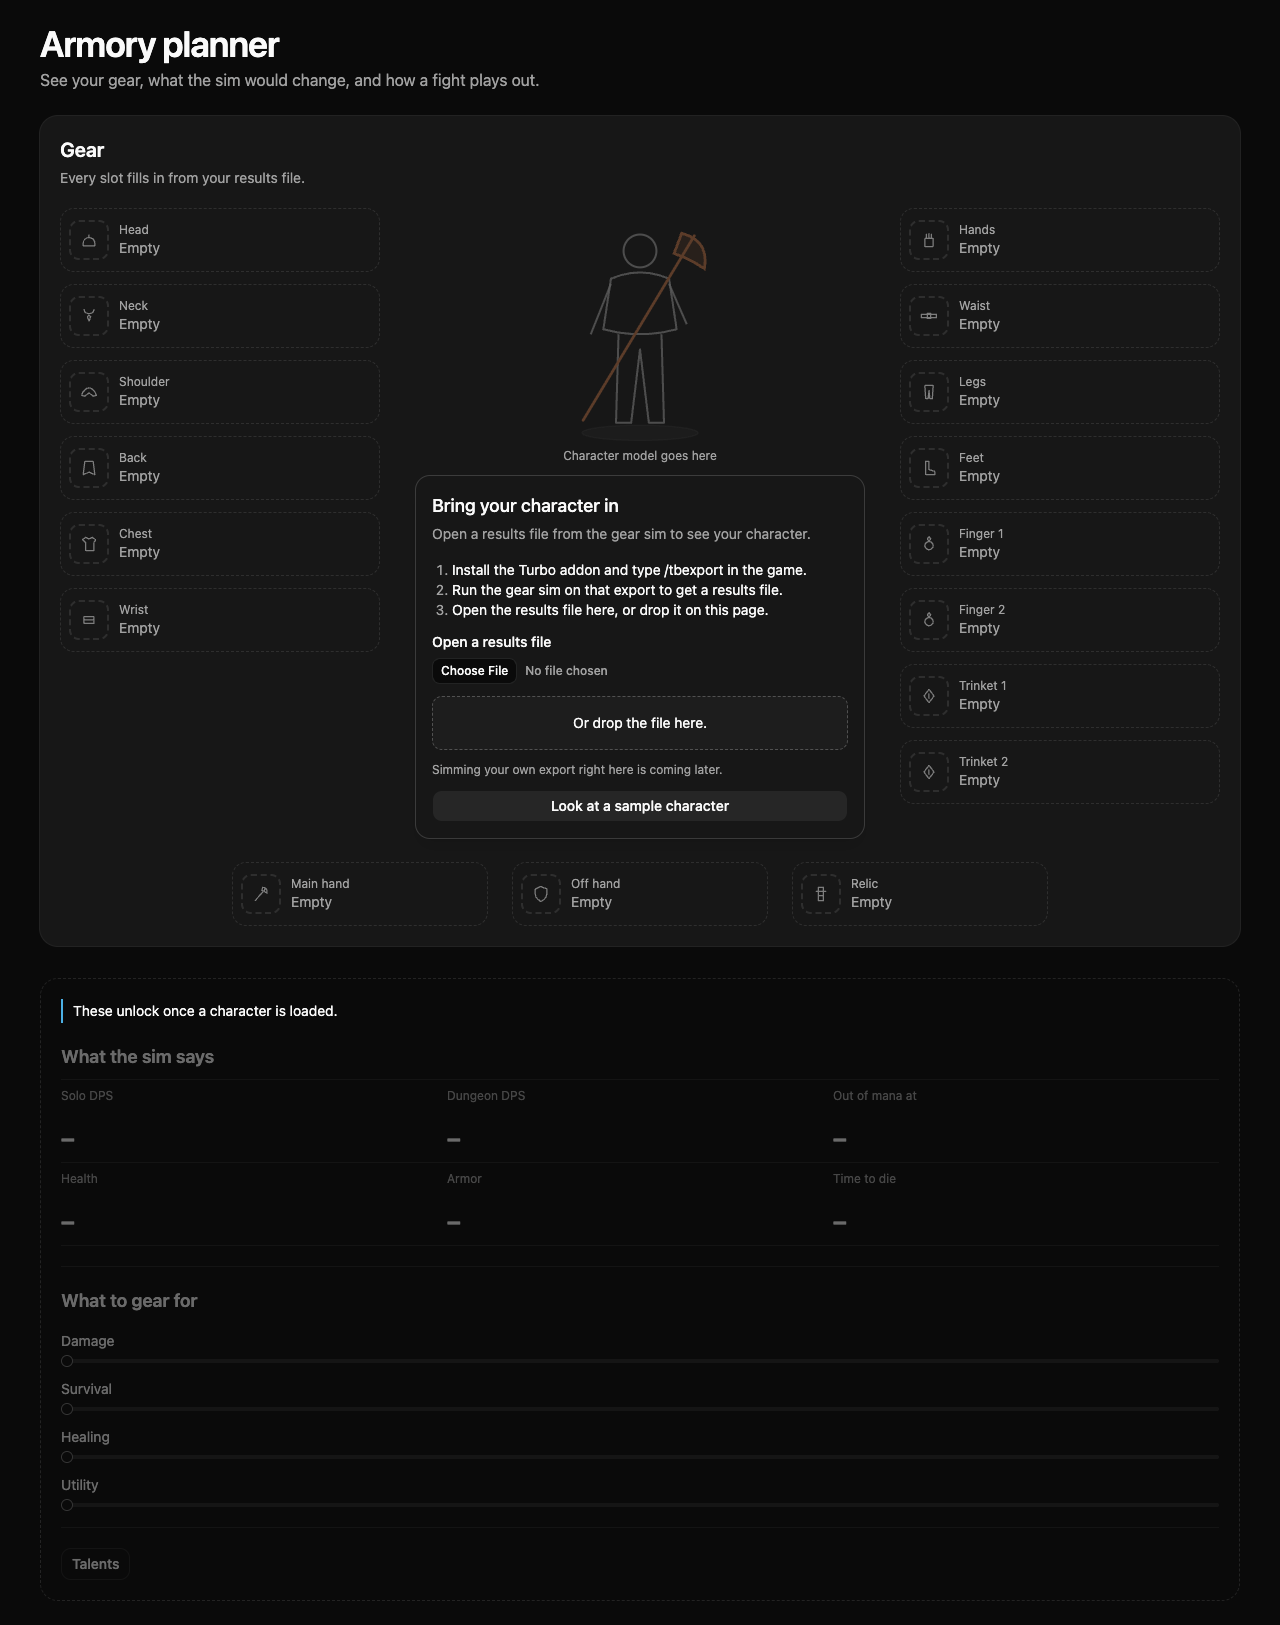 Armory planner
See your gear, what the sim would change, and how a fight plays out.
Gear
Every slot fills in from your results file.
Head
Empty
Neck
Empty
Shoulder
Empty
Back
Empty
Chest
Empty
Wrist
Empty
Character model goes here
Bring your character in
Open a results file from the gear sim to see your character.
1. Install the Turbo addon and type /tbexport in the game.
2. Run the gear sim on that export to get a results file.
3. Open the results file here, or drop it on this page.
Open a results file
Choose File No file chosen
Or drop the file here.
Simming your own export right here is coming later.
Look at a sample character
Hands
Empty
Waist
Empty
Legs
Empty
Feet
Empty
Finger 1
Empty
Finger 2
Empty
Trinket 1
Empty
Trinket 2
Empty
Main hand
Empty
Off hand
Empty
Relic
Empty
These unlock once a character is loaded.
What the sim says
Solo DPS Dungeon DPS Out of mana at
– – –
Health Armor Time to die
– – –
What to gear for
Damage
Survival
Healing
Utility
Talents